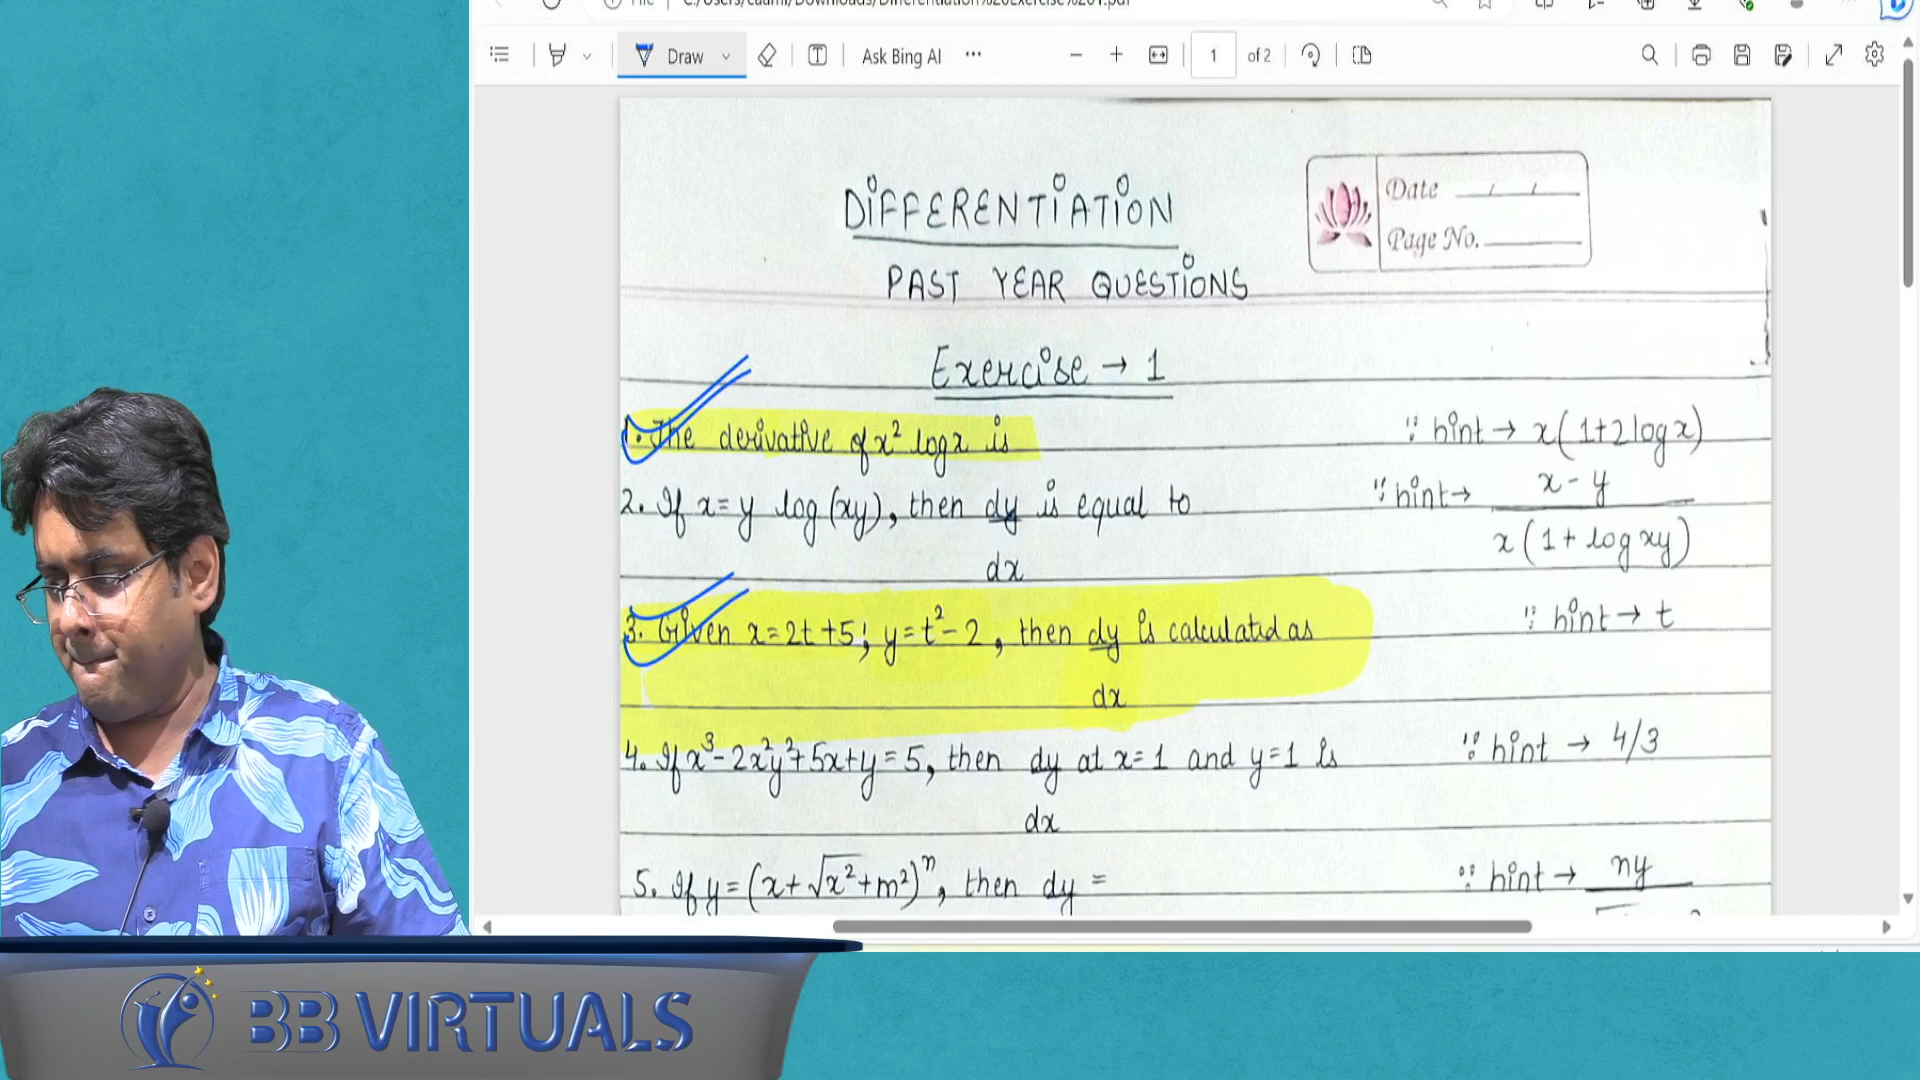 Draw
Ask Bing AI
1
of 2
DIFFERENTIATION
Date
Page No.
PAST YEAR QUESTIONS
Exercise → 1
1. The derivative of x² log x is
∵ hint → x(1+2 log x)
2. If x = y log (xy), then dy is equal to
dx
∵ hint → x - y
x(1 + log xy)
3. Given x = 2t + 5; y = t² - 2, then dy is calculated as
dx
∵ hint → t
4. If x³ - 2x²y² + 5x + y = 5, then dy at x = 1 and y = 1 is
dx
∵ hint → 4/3
5. If y = (x + √x² + m²)ⁿ, then dy =
∵ hint → ny
BB VIRTUALS